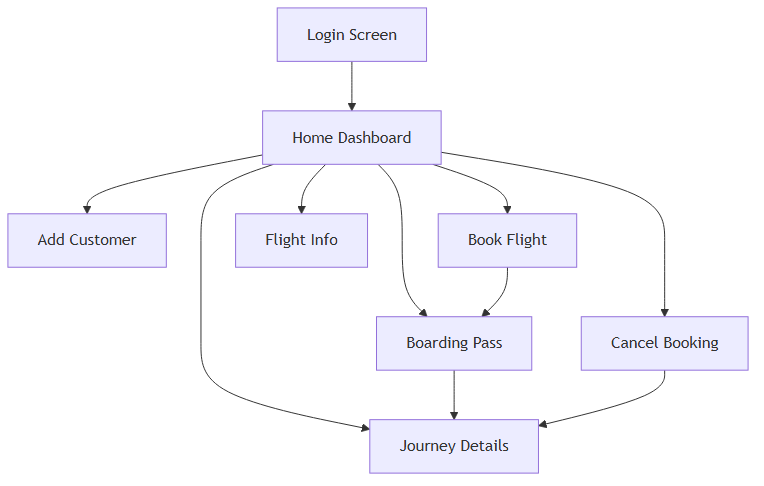 Login Screen
Home Dashboard
Add Customer
Flight Info
Book Flight
Boarding Pass
Cancel Booking
Journey Details